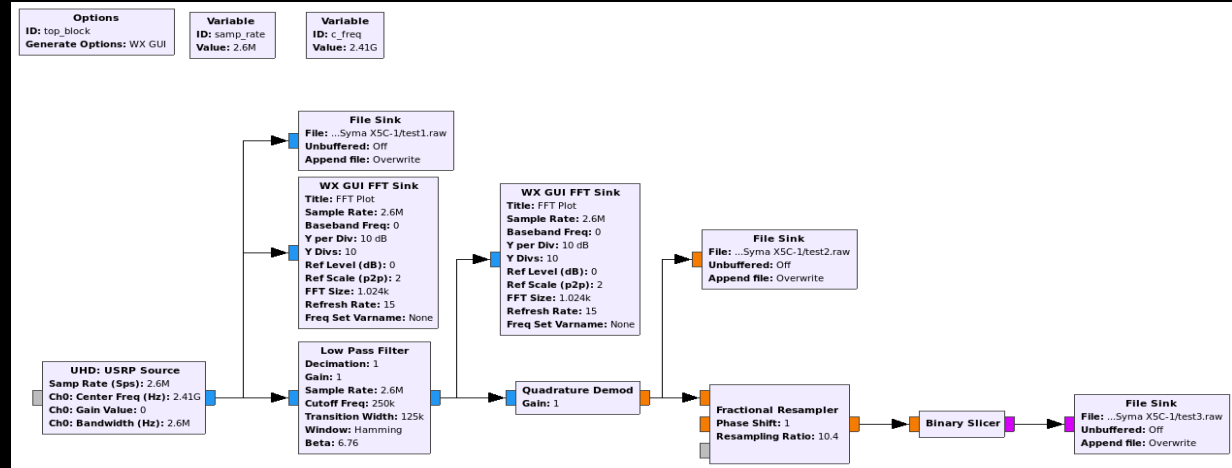 Options
ID: top_block
Generate Options: WX GUI
Variable
ID: samp_rate
Value: 2.6M
Variable
ID: c_freq
Value: 2.41G
File Sink
File: ...Syma X5C-1/test1.raw
Unbuffered: Off
Append file: Overwrite
WX GUI FFT Sink
Title: FFT Plot
Sample Rate: 2.6M
Baseband Freq: 0
Y per Div: 10 dB
Y Divs: 10
Ref Level (dB): 0
Ref Scale (p2p): 2
FFT Size: 1.024k
Refresh Rate: 15
Freq Set Varname: None
WX GUI FFT Sink
Title: FFT Plot
Sample Rate: 2.6M
Baseband Freq: 0
Y per Div: 10 dB
Y Divs: 10
Ref Level (dB): 0
Ref Scale (p2p): 2
FFT Size: 1.024k
Refresh Rate: 15
Freq Set Varname: None
File Sink
File: ...Syma X5C-1/test2.raw
Unbuffered: Off
Append file: Overwrite
UHD: USRP Source
Samp Rate (Sps): 2.6M
Ch0: Center Freq (Hz): 2.41G
Ch0: Gain Value: 0
Ch0: Bandwidth (Hz): 2.6M
Low Pass Filter
Decimation: 1
Gain: 1
Sample Rate: 2.6M
Cutoff Freq: 250k
Transition Width: 125k
Window: Hamming
Beta: 6.76
Quadrature Demod
Gain: 1
Fractional Resampler
Phase Shift: 1
Resampling Ratio: 10.4
Binary Slicer
File Sink
File: ...Syma X5C-1/test3.raw
Unbuffered: Off
Append file: Overwrite